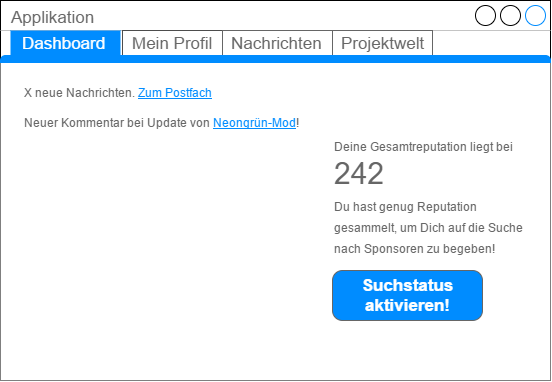 Applikation
Dashboard Mein Profil Nachrichten Projektwelt
X neue Nachrichten. Zum Postfach
Neuer Kommentar bei Update von Neongrün-Mod!
Deine Gesamtreputation liegt bei
242
Du hast genug Reputation
gesammelt, um Dich auf die Suche
nach Sponsoren zu begeben!
Suchstatus
aktivieren!